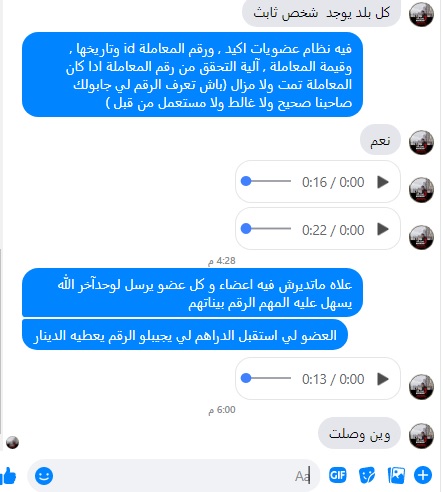 كل بلد يوجد شخص ثابث
فيه نظام عضويات اكيد , ورقم المعاملة id وتاريخها ,
وقيمة المعاملة , آلية التحقق من رقم المعاملة اذا كان
المعاملة تمت ولا مزال (باش تعرف الرقم لي جابولك
صاحبنا صحيح ولا غالط ولا مستعمل من قبل )
نعم
0:16 / 0:00
0:22 / 0:00
4:28 م
علاه ماتديرش فيه اعضاء و كل عضو يرسل لوحدآخر الله
يسهل عليه المهم الرقم بيناتهم
العضو لي استقبل الدراهم لي يجيبلو الرقم يعطيه الدينار
0:13 / 0:00
6:00 م
وين وصلت
Aa
GIF